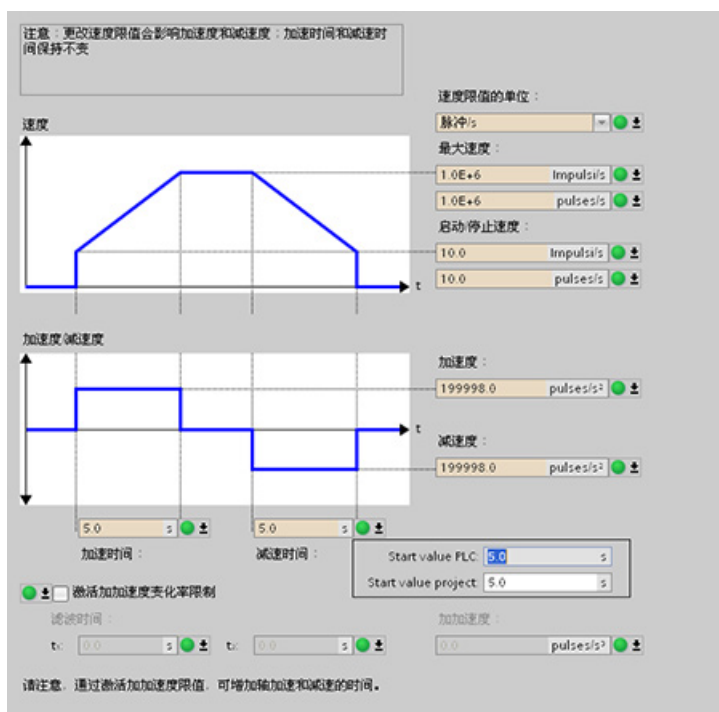 注意：更改速度限值会影响加速度和减速度；加速时间和减速时
间保持不变
速度限值的单位：
脉冲/s
速度
最大速度：
1.0E+6 Impulsi/s
1.0E+6 pulses/s
启动/停止速度：
10.0 Impulsi/s
10.0 pulses/s
t
加速度/减速度
加速度：
199998.0 pulses/s²
t
减速度：
199998.0 pulses/s²
5.0 s
5.0 s
加速时间：
减速时间：
Start value PLC: 5.0 s
Start value project: 5.0 s
激活加加速度变化率限制
滤波时间：
加加速度：
0.0 s
0.0 s
0.0 pulses/s³
请注意，通过激活加加速度限值，可增加轴加速和减速的时间。